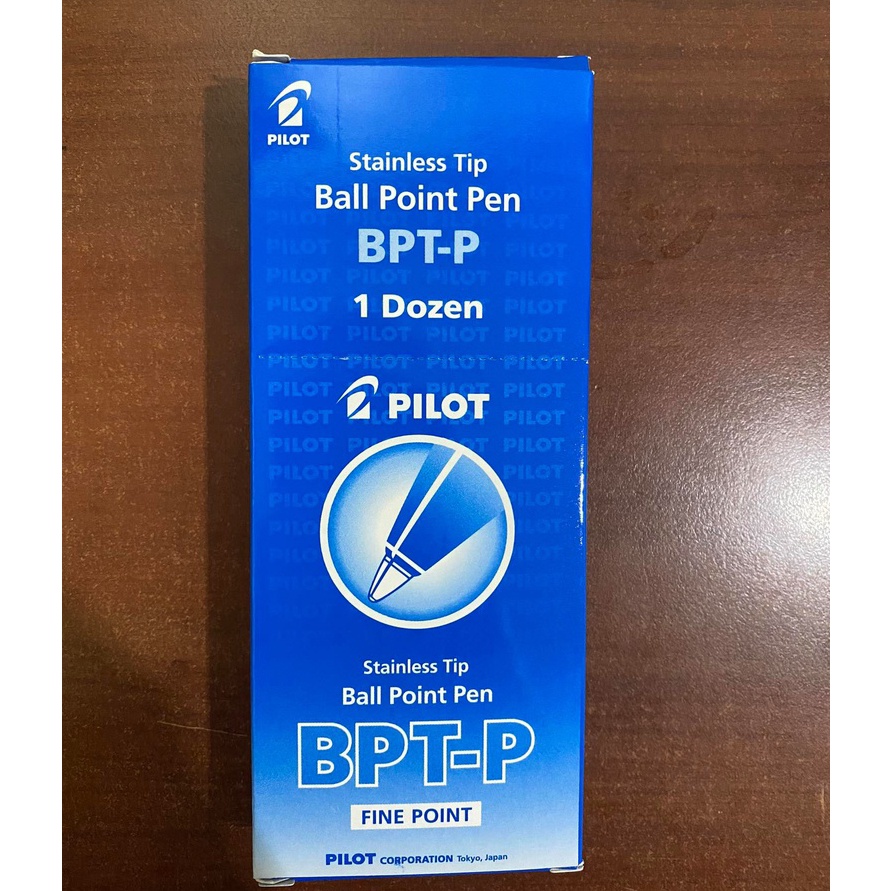 PILOT
Stainless Tip
Ball Point Pen
BPT-P
1 Dozen
PILOT
Stainless Tip
Ball Point Pen
BPT-P
FINE POINT
PILOT CORPORATION Tokyo, Japan